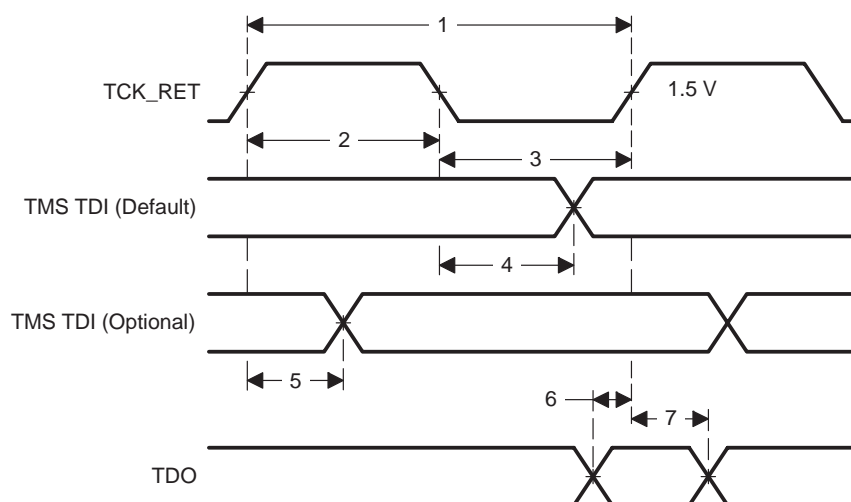 1
TCK_RET
1.5 V
2
3
TMS TDI (Default)
4
TMS TDI (Optional)
5
6
7
TDO